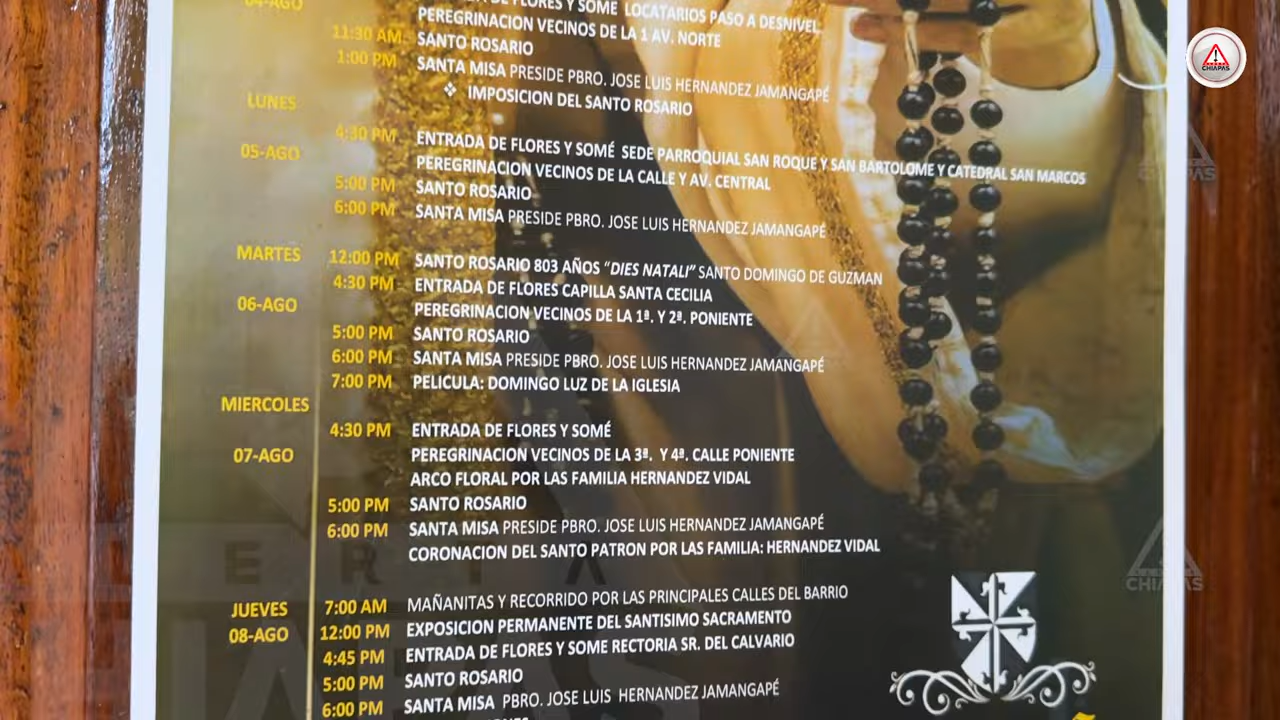 04-AGO DE FLORES Y SOME LOCATARIOS PASO A DESNIVEL
PEREGRINACION VECINOS DE LA 1 AV. NORTE
11:30 AM SANTO ROSARIO
1:00 PM SANTA MISA PRESIDE PBRO. JOSE LUIS HERNANDEZ JAMANGAPÉ
❖ IMPOSICION DEL SANTO ROSARIO
LUNES
05-AGO
4:30 PM ENTRADA DE FLORES Y SOMÉ SEDE PARROQUIAL SAN ROQUE Y SAN BARTOLOME Y CATEDRAL SAN MARCOS
PEREGRINACION VECINOS DE LA CALLE Y AV. CENTRAL
5:00 PM SANTO ROSARIO
6:00 PM SANTA MISA PRESIDE PBRO. JOSE LUIS HERNANDEZ JAMANGAPÉ
MARTES
06-AGO
12:00 PM SANTO ROSARIO 803 AÑOS "DIES NATALI" SANTO DOMINGO DE GUZMAN
4:30 PM ENTRADA DE FLORES CAPILLA SANTA CECILIA
PEREGRINACION VECINOS DE LA 1ª. Y 2ª. PONIENTE
5:00 PM SANTO ROSARIO
6:00 PM SANTA MISA PRESIDE PBRO. JOSE LUIS HERNANDEZ JAMANGAPÉ
7:00 PM PELICULA: DOMINGO LUZ DE LA IGLESIA
MIERCOLES
07-AGO
4:30 PM ENTRADA DE FLORES Y SOMÉ
PEREGRINACION VECINOS DE LA 3ª. Y 4ª. CALLE PONIENTE
ARCO FLORAL POR LAS FAMILIA HERNANDEZ VIDAL
5:00 PM SANTO ROSARIO
6:00 PM SANTA MISA PRESIDE PBRO. JOSE LUIS HERNANDEZ JAMANGAPÉ
CORONACION DEL SANTO PATRON POR LAS FAMILIA: HERNANDEZ VIDAL
JUEVES
08-AGO
7:00 AM MAÑANITAS Y RECORRIDO POR LAS PRINCIPALES CALLES DEL BARRIO
12:00 PM EXPOSICION PERMANENTE DEL SANTISIMO SACRAMENTO
4:45 PM ENTRADA DE FLORES Y SOME RECTORIA SR. DEL CALVARIO
5:00 PM SANTO ROSARIO
6:00 PM SANTA MISA PBRO. JOSE LUIS HERNANDEZ JAMANGAPÉ
CHIAPAS
CHIAPAS
CHIAPAS